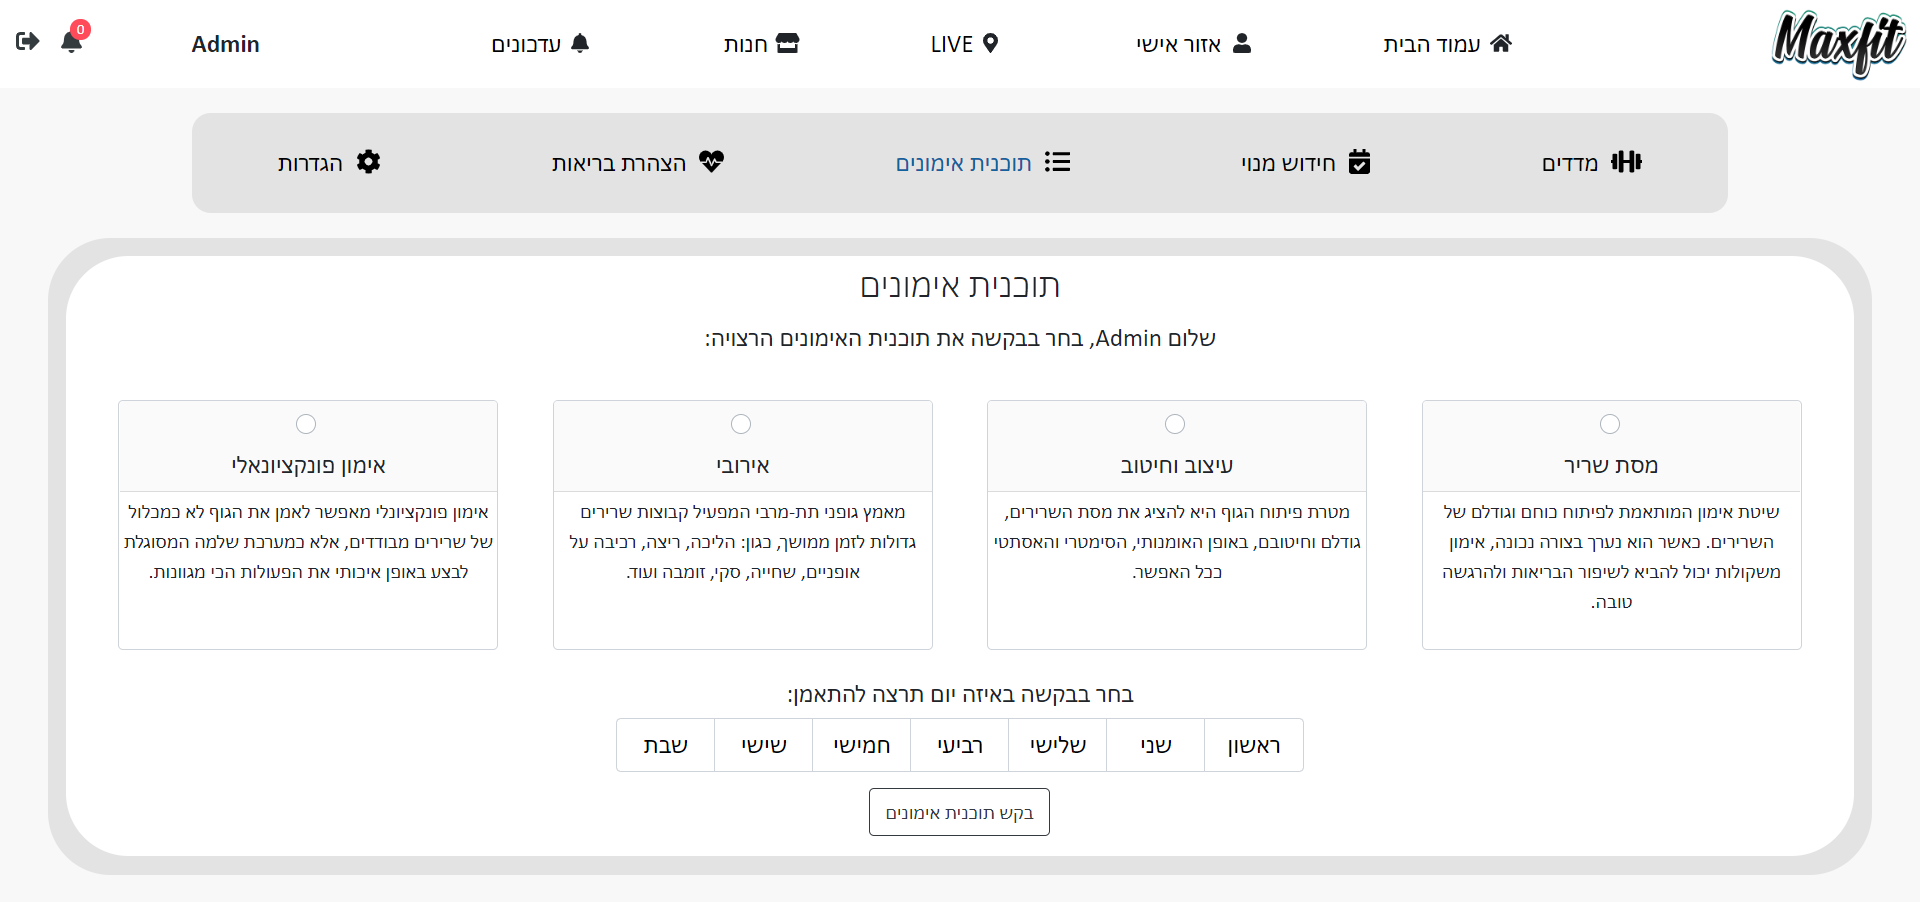 Maxfit
עמוד הבית
אזור אישי
LIVE
חנות
עדכונים
Admin
0
מדדים
חידוש מנוי
תוכנית אימונים
הצהרת בריאות
הגדרות
תוכנית אימונים
שלום Admin, בחר בבקשה את תוכנית האימונים הרצויה:
מסת שריר
שיטת אימון המותאמת לפיתוח כוחם וגודלם של
השרירים. כאשר הוא נערך בצורה נכונה, אימון
משקולות יכול להביא לשיפור הבריאות ולהרגשה
טובה.
עיצוב וחיטוב
מטרת פיתוח הגוף היא להציג את מסת השרירים,
גודלם וחיטובם, באופן האומנותי, הסימטרי והאסתטי
ככל האפשר.
אירובי
מאמץ גופני תת-מרבי המפעיל קבוצות שרירים
גדולות לזמן ממושך, כגון: הליכה, ריצה, רכיבה על
אופניים, שחייה, סקי, זומבה ועוד.
אימון פונקציונאלי
אימון פונקציונלי מאפשר לאמן את הגוף לא כמכלול
של שרירים מבודדים, אלא כמערכת שלמה המסוגלת
לבצע באופן איכותי את הפעולות הכי מגוונות.
בחר בבקשה באיזה יום תרצה להתאמן:
ראשון
שני
שלישי
רביעי
חמישי
שישי
שבת
בקש תוכנית אימונים